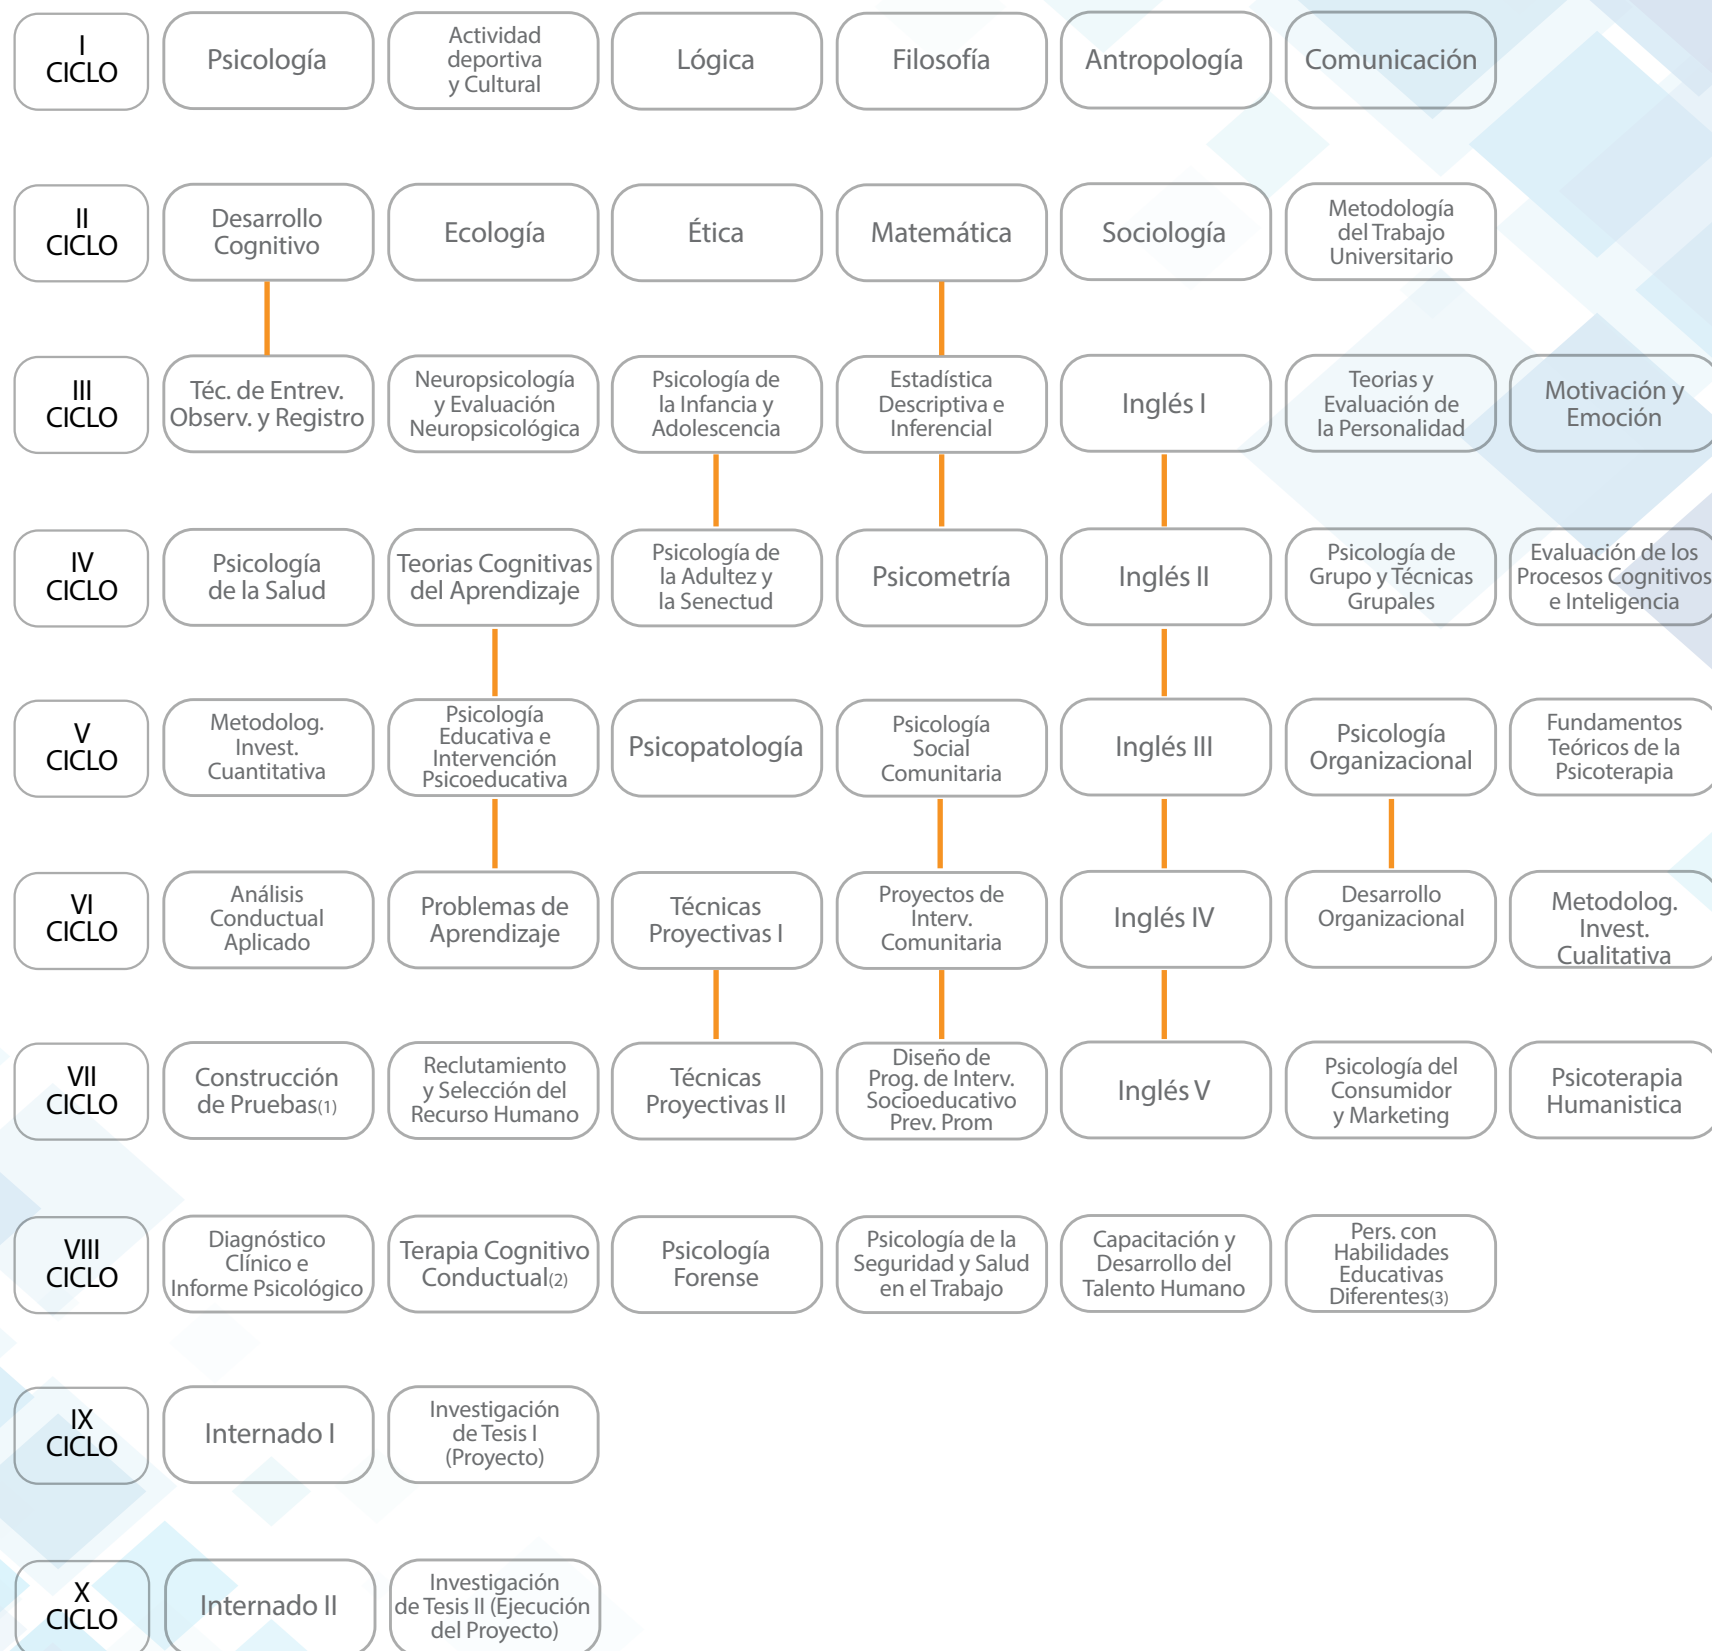 I
CICLO
Psicología
Actividad
deportiva
y Cultural
Lógica
Filosofía
Antropología
Comunicación
II
CICLO
Desarrollo
Cognitivo
Ecología
Ética
Matemática
Sociología
Metodología
del Trabajo
Universitario
III
CICLO
Téc. de Entrev.
Observ. y Registro
Neuropsicología
y Evaluación
Neuropsicológica
Psicología de
la Infancia y
Adolescencia
Estadística
Descriptiva e
Inferencial
Inglés I
Teorias y
Evaluación de
la Personalidad
Motivación y
Emoción
IV
CICLO
Psicología
de la Salud
Teorias Cognitivas
del Aprendizaje
Psicología de
la Adultez y
la Senectud
Psicometría
Inglés II
Psicología de
Grupo y Técnicas
Grupales
Evaluación de los
Procesos Cognitivos
e Inteligencia
V
CICLO
Metodolog.
Invest.
Cuantitativa
Psicología
Educativa e
Intervención
Psicoeducativa
Psicopatología
Psicología
Social
Comunitaria
Inglés III
Psicología
Organizacional
Fundamentos
Teóricos de la
Psicoterapia
VI
CICLO
Análisis
Conductual
Aplicado
Problemas de
Aprendizaje
Técnicas
Proyectivas I
Proyectos de
Interv.
Comunitaria
Inglés IV
Desarrollo
Organizacional
Metodolog.
Invest.
Cualitativa
VII
CICLO
Construcción
de Pruebas(1)
Reclutamiento
y Selección del
Recurso Humano
Técnicas
Proyectivas II
Diseño de
Prog. de Interv.
Socioeducativo
Prev. Prom
Inglés V
Psicología del
Consumidor
y Marketing
Psicoterapia
Humanistica
VIII
CICLO
Diagnóstico
Clínico e
Informe Psicológico
Terapia Cognitivo
Conductual(2)
Psicología
Forense
Psicología de la
Seguridad y Salud
en el Trabajo
Capacitación y
Desarrollo del
Talento Humano
Pers. con
Habilidades
Educativas
Diferentes(3)
IX
CICLO
Internado I
Investigación
de Tesis I
(Proyecto)
X
CICLO
Internado II
Investigación
de Tesis II (Ejecución
del Proyecto)